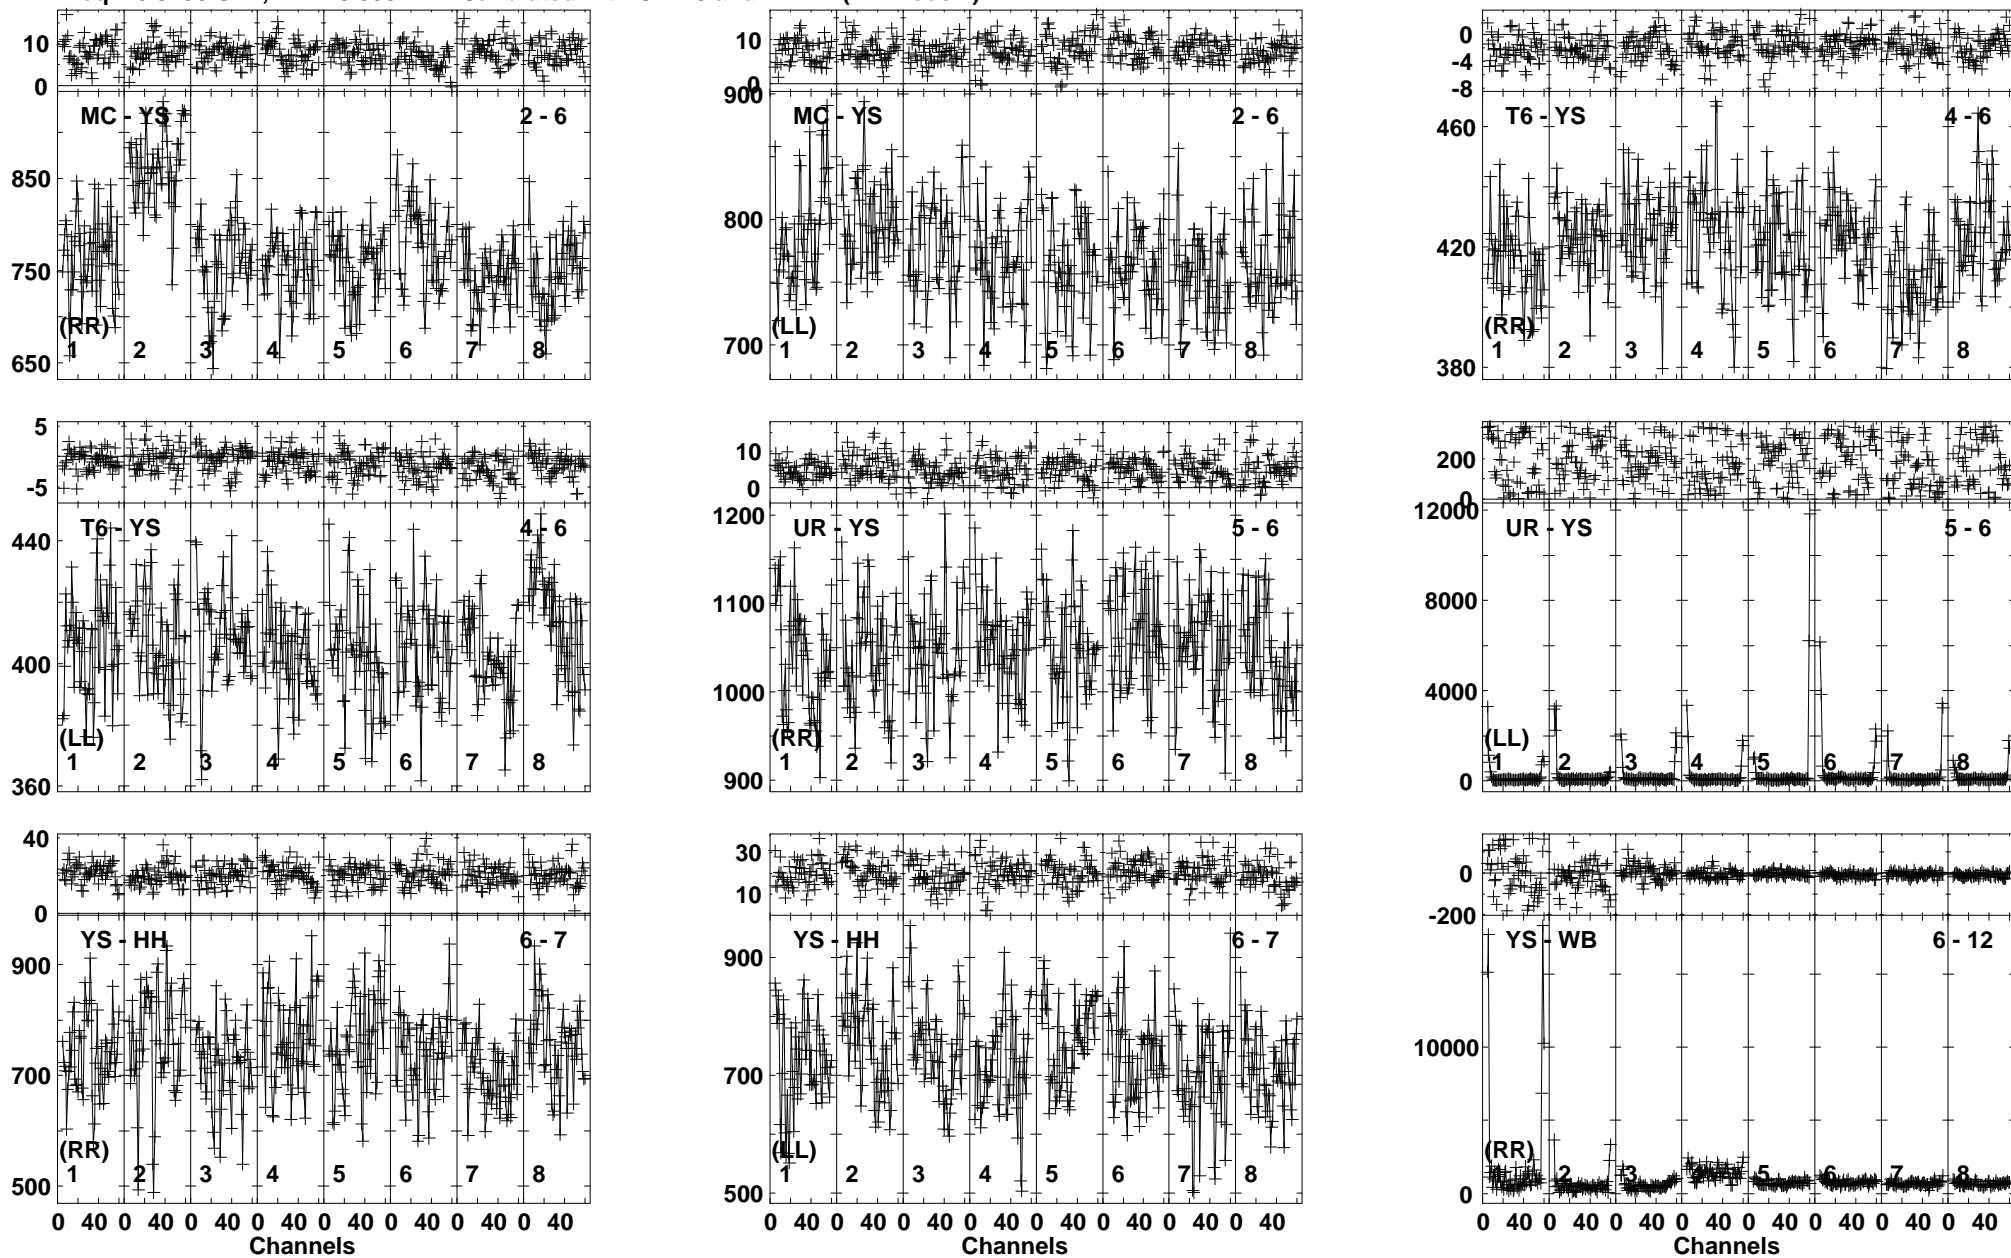 10 0 MC - YS 2 - 6 850 750 650 (RR) 1 2 3 4 5 6 7 8
10 0 900 MC - YS 2 - 6 800 700 (LL) 1 2 3 4 5 6 7 8
0 -4 -8 T6 - YS 4 - 6 460 420 380 (RR) 1 2 3 4 5 6 7 8
5 -5 T6 - YS 4 - 6 440 400 360 (LL) 1 2 3 4 5 6 7 8
10 0 UR - YS 5 - 6 1200 1100 1000 900 (RR) 1 2 3 4 5 6 7 8
200 0 12000 UR - YS 5 - 6 8000 4000 0 (LL) 1 2 3 4 5 6 7 8
40 0 YS - HH 6 - 7 900 700 500 (RR) 1 2 3 4 5 6 7 8
30 10 YS - HH 6 - 7 900 700 500 (LL) 1 2 3 4 5 6 7 8
0 -200 YS - WB 6 - 12 10000 0 (RR) 1 2 3 4 5 6 7 8
0 40 0 40 0 40 0 40 0 40 0 40 0 40 0 40
Channels
0 40 0 40 0 40 0 40 0 40 0 40 0 40 0 40
Channels
0 40 0 40 0 40 0 40 0 40 0 40 0 40 0 40